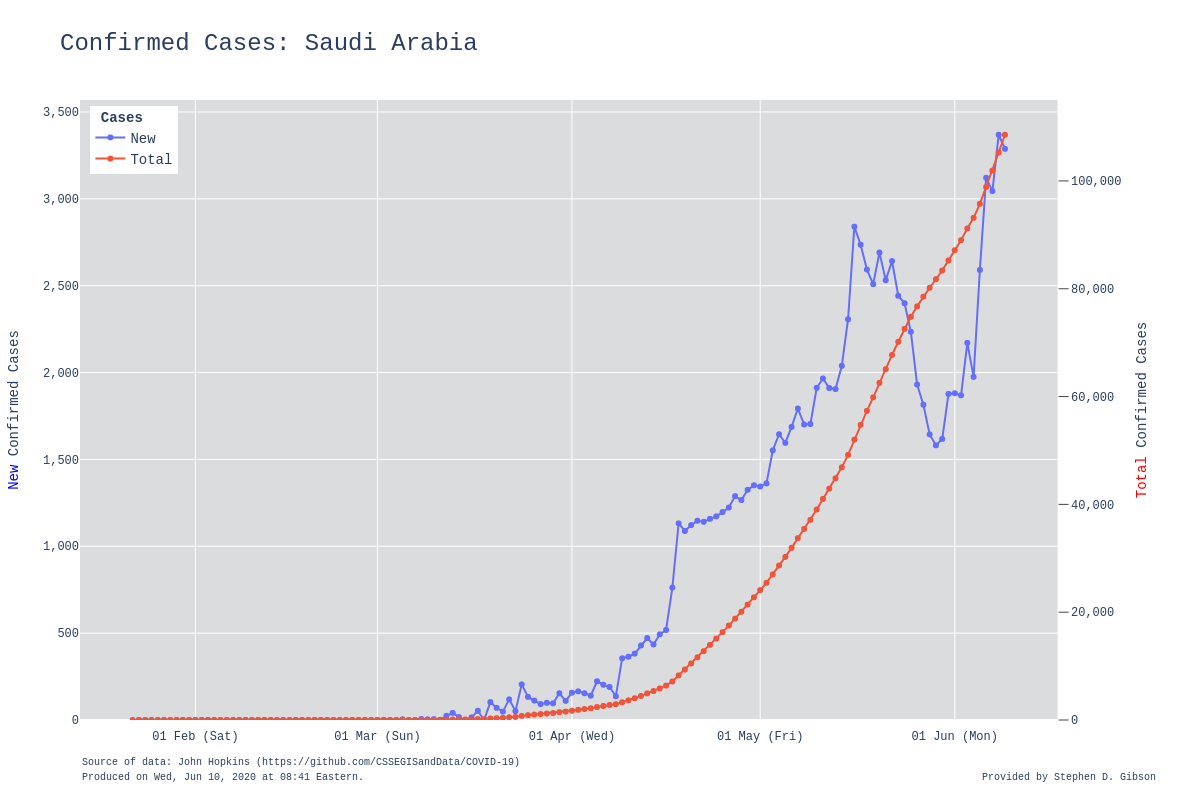 Confirmed Cases: Saudi Arabia
Cases
New
Total
3,500
3,000
2,500
2,000
1,500
1,000
500
0
New Confirmed Cases
100,000
80,000
60,000
40,000
20,000
0
Total Confirmed Cases
01 Feb (Sat)
01 Mar (Sun)
01 Apr (Wed)
01 May (Fri)
01 Jun (Mon)
Source of data: John Hopkins (https://github.com/CSSEGISandData/COVID-19)
Produced on Wed, Jun 10, 2020 at 08:41 Eastern.
Provided by Stephen D. Gibson